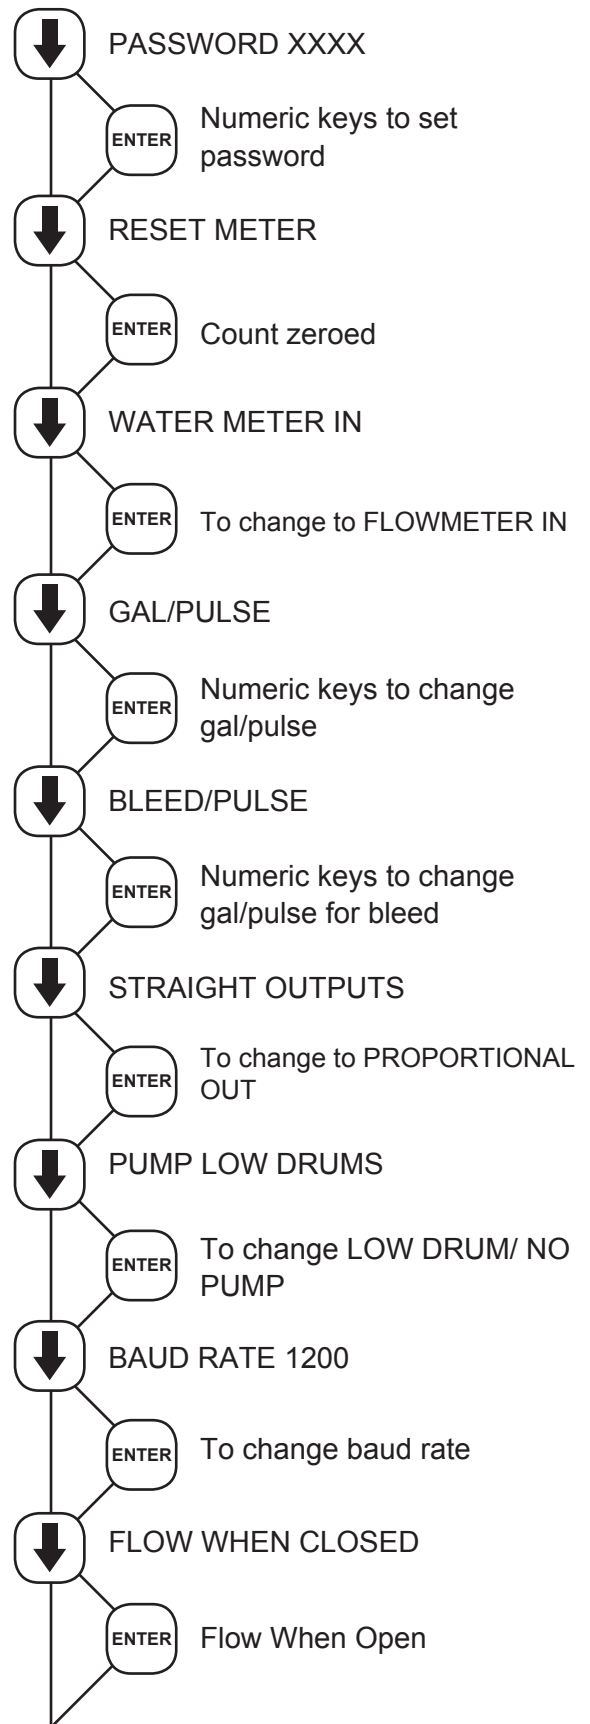 PASSWORD XXXX
ENTER
Numeric keys to set
password
RESET METER
ENTER
Count zeroed
WATER METER IN
ENTER
To change to FLOWMETER IN
GAL/PULSE
ENTER
Numeric keys to change
gal/pulse
BLEED/PULSE
ENTER
Numeric keys to change
gal/pulse for bleed
STRAIGHT OUTPUTS
ENTER
To change to PROPORTIONAL
OUT
PUMP LOW DRUMS
ENTER
To change LOW DRUM/ NO
PUMP
BAUD RATE 1200
ENTER
To change baud rate
FLOW WHEN CLOSED
ENTER
Flow When Open